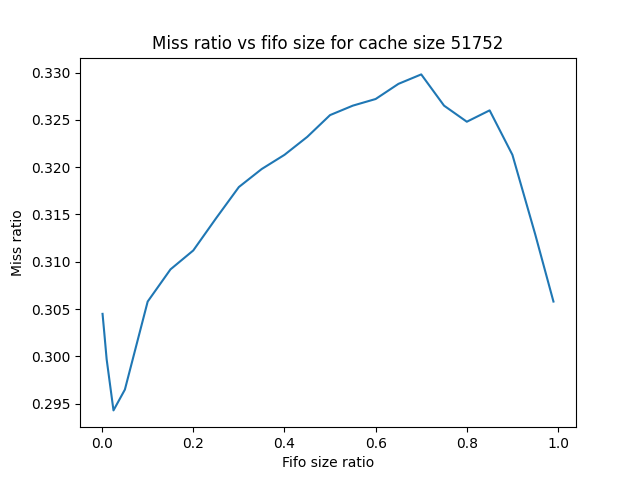 Miss ratio vs fifo size for cache size 51752
0.330
0.325
0.320
0.315
0.310
0.305
0.300
0.295
Miss ratio
0.0 0.2 0.4 0.6 0.8 1.0
Fifo size ratio